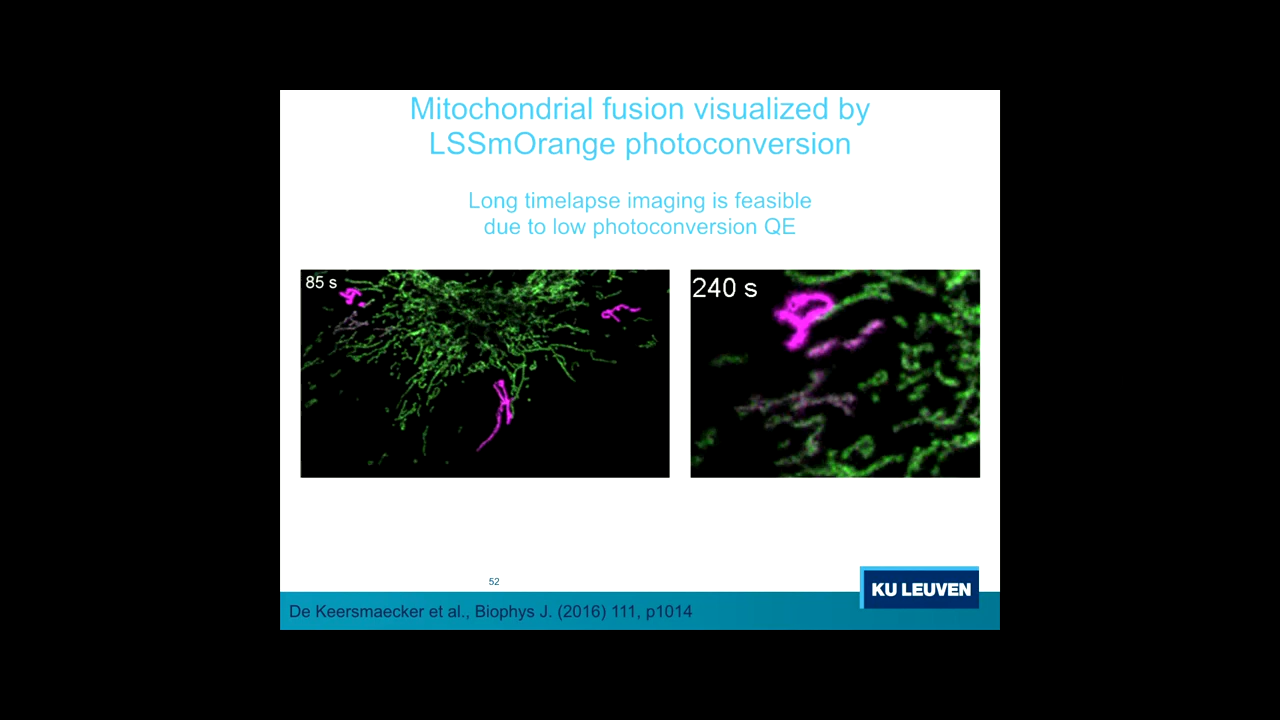 Mitochondrial fusion visualized by
LSSmOrange photoconversion
Long timelapse imaging is feasible
due to low photoconversion QE
85 s
240 s
52
KU LEUVEN
De Keersmaecker et al., Biophys J. (2016) 111, p1014